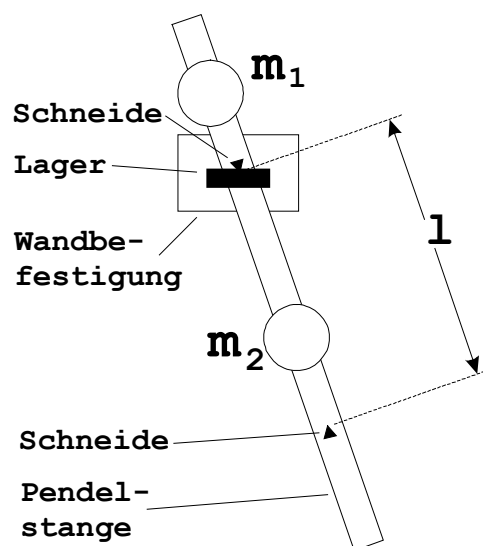 m₁
Schneide
Lager
Wandbe-
festigung
l
m₂
Schneide
Pendel-
stange